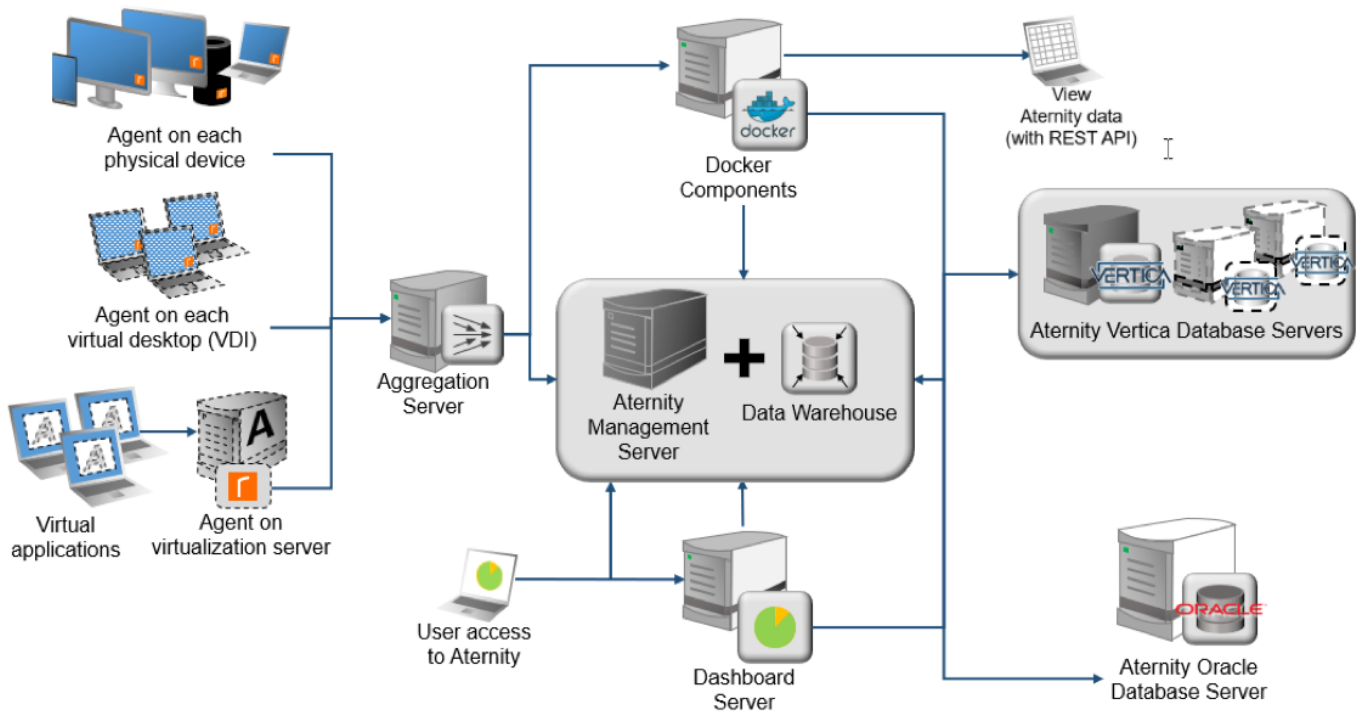 Agent on each
physical device
docker
Docker
Components
View
Aternity data
(with REST API)
Agent on each
virtual desktop (VDI)
VERTICA
VERTICA
VERTICA
Aternity Vertica Database Servers
Aggregation
Server
Aternity
Management
Server
Data Warehouse
A
A
A
A
r
Virtual
applications
Agent on
virtualization server
User access
to Aternity
Dashboard
Server
ORACLE
Aternity Oracle
Database Server